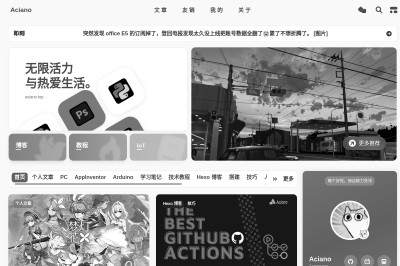 Aciano
文章 友链 我的 关于
即刻 突然发现 office E5 的订阅掉了，登回电报发现太久没上线把账号数据全删了😭累了不想折腾了。 [图片]
无限活力
与热爱生活。
Ps
博客 教程 IoT
更多推荐
首页 个人文章 PC AppInventor Arduino 学习笔记 技术教程 Hexo 博客 搭建 技巧 更多
个人文章
Hexo 博客 技巧
Aciano
THE
BEST
GITHUB
ACTIONS
Aciano